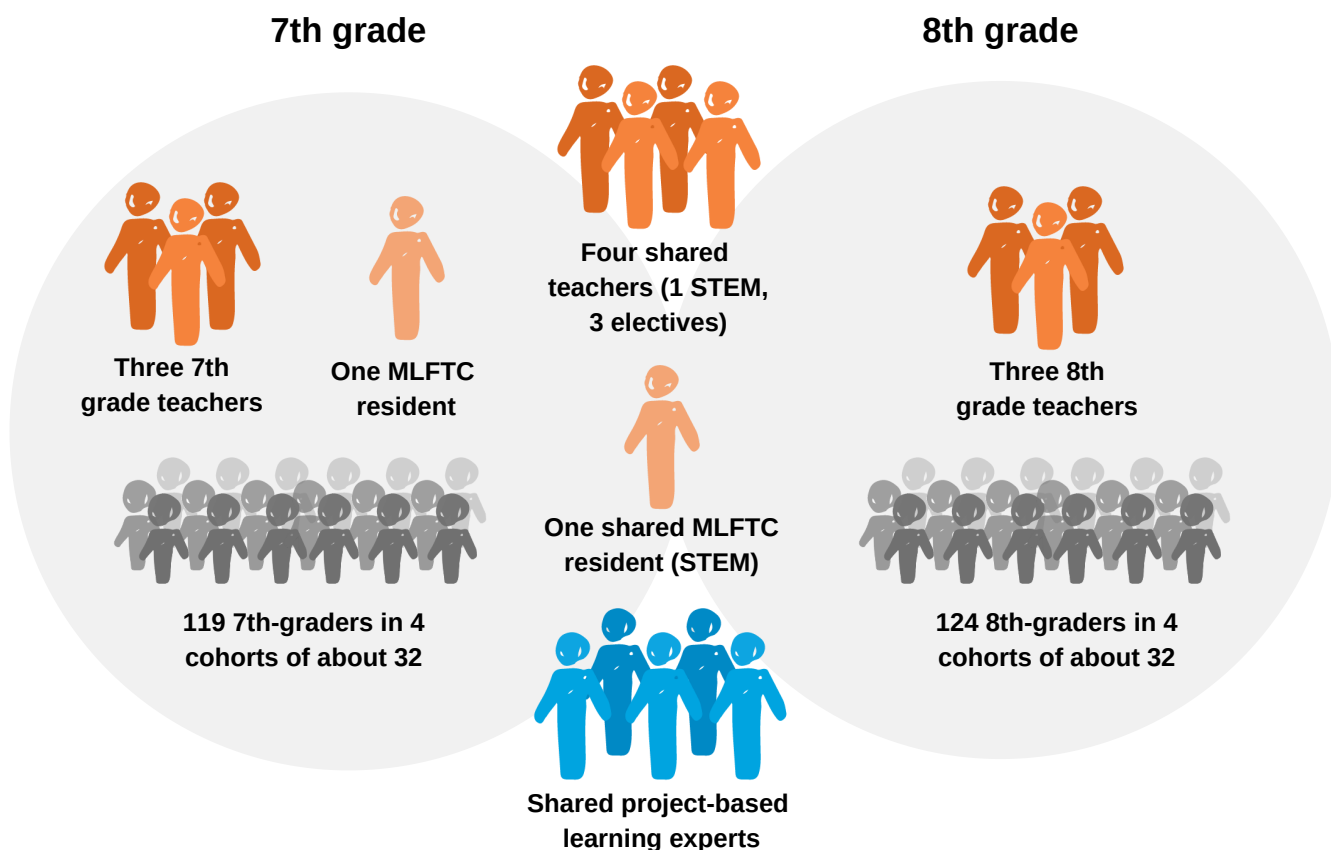 7th grade
8th grade
Four shared
teachers (1 STEM,
3 electives)
Three 7th
grade teachers
One MLFTC
resident
Three 8th
grade teachers
One shared MLFTC
resident (STEM)
119 7th-graders in 4
cohorts of about 32
124 8th-graders in 4
cohorts of about 32
Shared project-based
learning experts